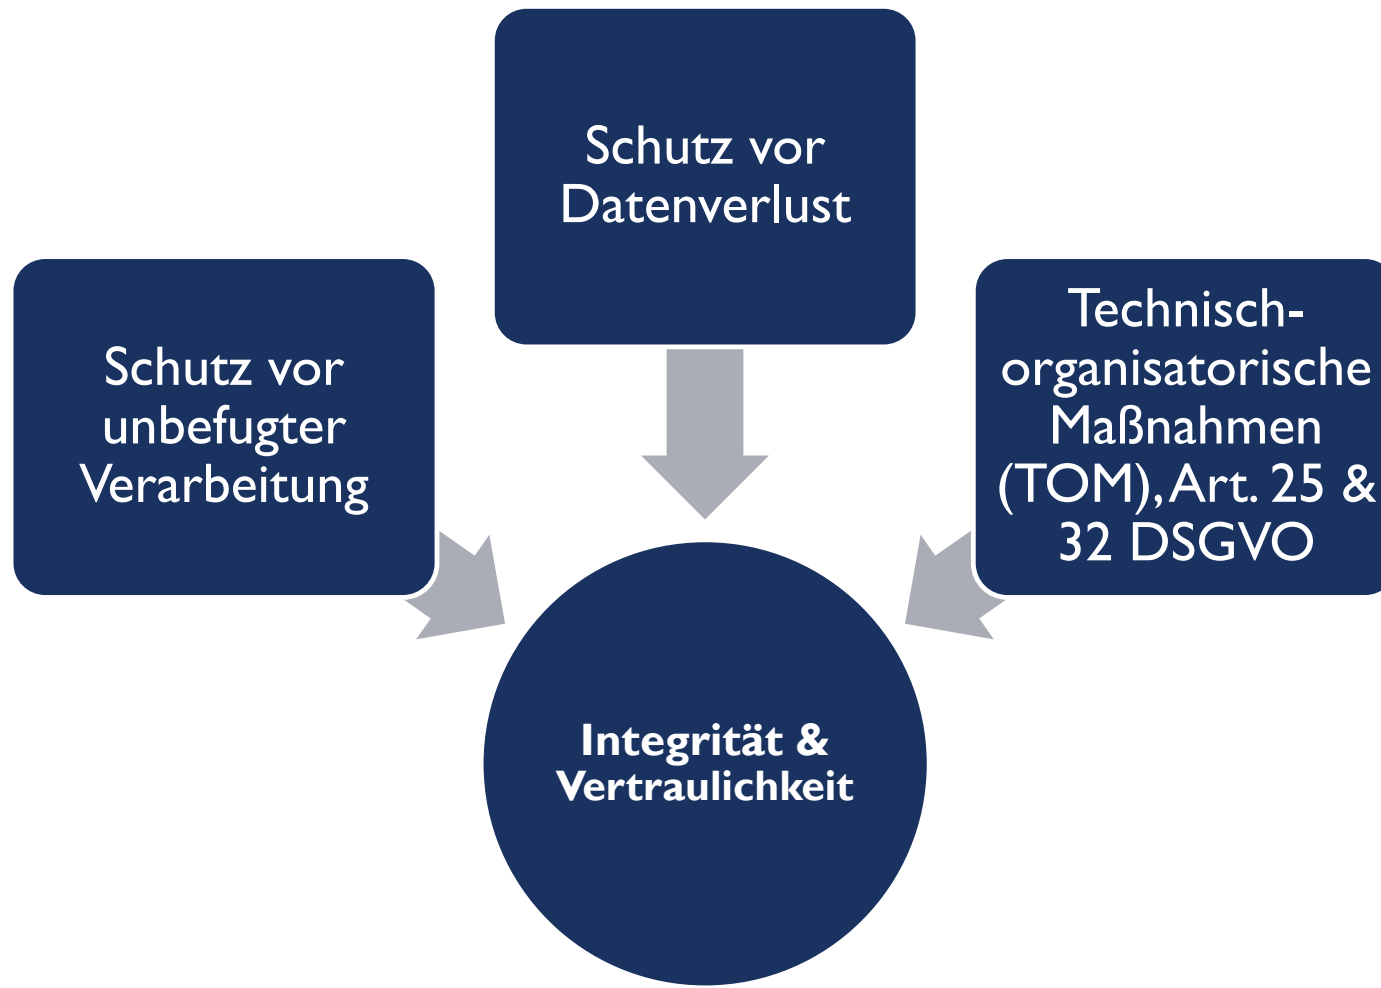 Schutz vor
Datenverlust
Schutz vor
unbefugter
Verarbeitung
Technisch-
organisatorische
Maßnahmen
(TOM), Art. 25 &
32 DSGVO
Integrität &
Vertraulichkeit